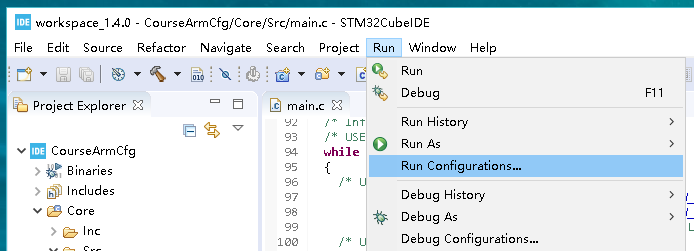 IDE workspace_1.4.0 - CourseArmCfg/Core/Src/main.c - STM32CubeIDE
File Edit Source Refactor Navigate Search Project Run Window Help
Run
Debug F11
Project Explorer
main.c
Run History
Run As
Run Configurations...
Debug History
Debug As
Debug Configurations...
IDE CourseArmCfg
Binaries
Includes
Core
Inc
Src
92 /* Inf
93 /* USE
94 while
95 {
96 /* U
97
98
99
100 /* U